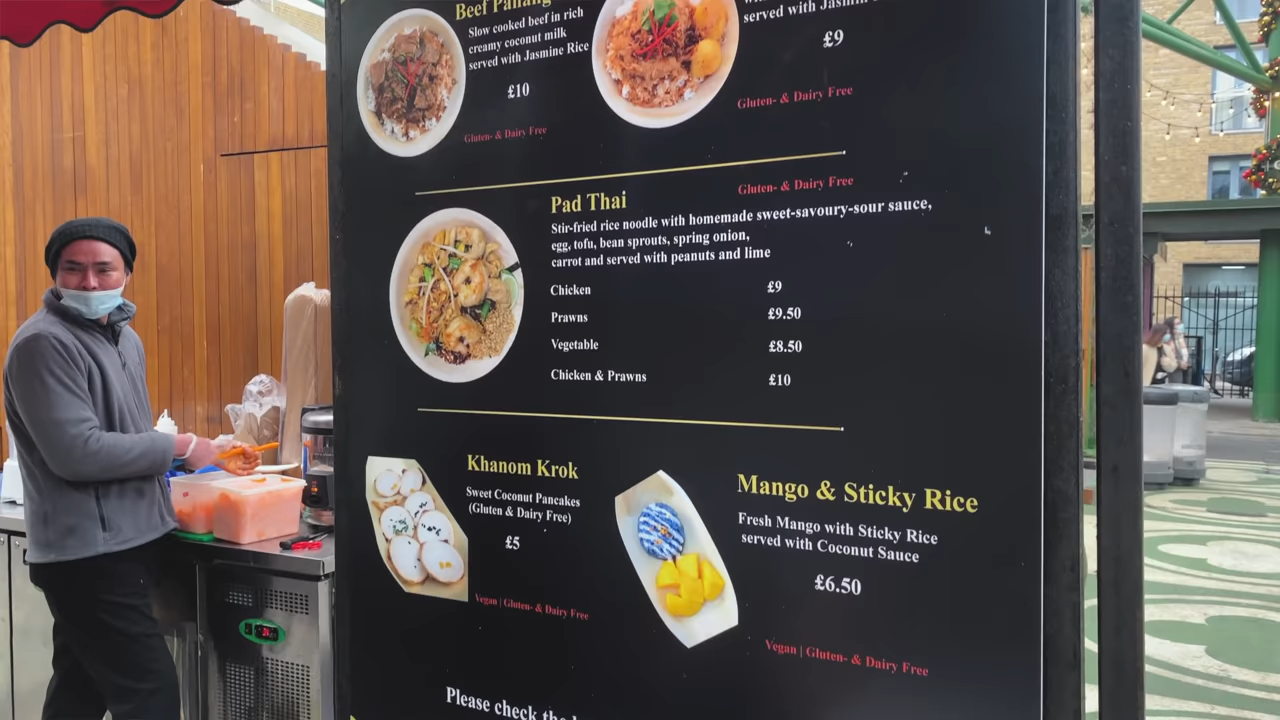 Beef Panang
Slow cooked beef in rich
creamy coconut milk
served with Jasmine Rice
£10
Gluten- & Dairy Free
served with Jasmin
£9
Gluten- & Dairy Free
Pad Thai
Gluten- & Dairy Free
Stir-fried rice noodle with homemade sweet-savoury-sour sauce,
egg, tofu, bean sprouts, spring onion,
carrot and served with peanuts and lime
Chicken £9
Prawns £9.50
Vegetable £8.50
Chicken & Prawns £10
Khanom Krok
Sweet Coconut Pancakes
(Gluten & Dairy Free)
£5
Vegan | Gluten- & Dairy Free
Mango & Sticky Rice
Fresh Mango with Sticky Rice
served with Coconut Sauce
£6.50
Vegan | Gluten- & Dairy Free
Please check the